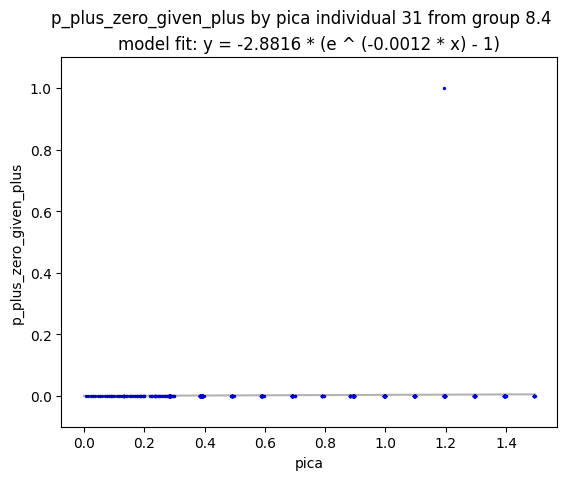 p_plus_zero_given_plus by pica individual 31 from group 8.4
model fit: y = -2.8816 * (e ^ (-0.0012 * x) - 1)
1.0
0.8
0.6
0.4
0.2
0.0
p_plus_zero_given_plus
0.0 0.2 0.4 0.6 0.8 1.0 1.2 1.4
pica